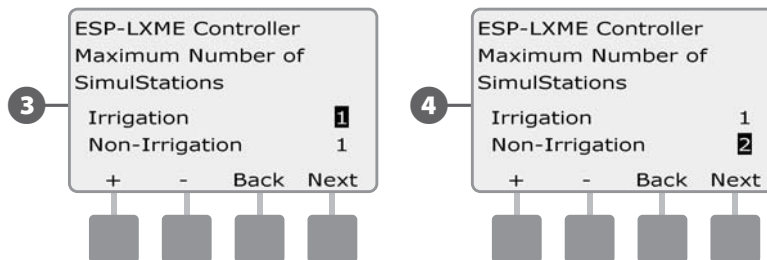 3
ESP-LXME Controller
Maximum Number of
SimulStations
Irrigation 1
Non-Irrigation 1
+ - Back Next
4
ESP-LXME Controller
Maximum Number of
SimulStations
Irrigation 1
Non-Irrigation 2
+ - Back Next